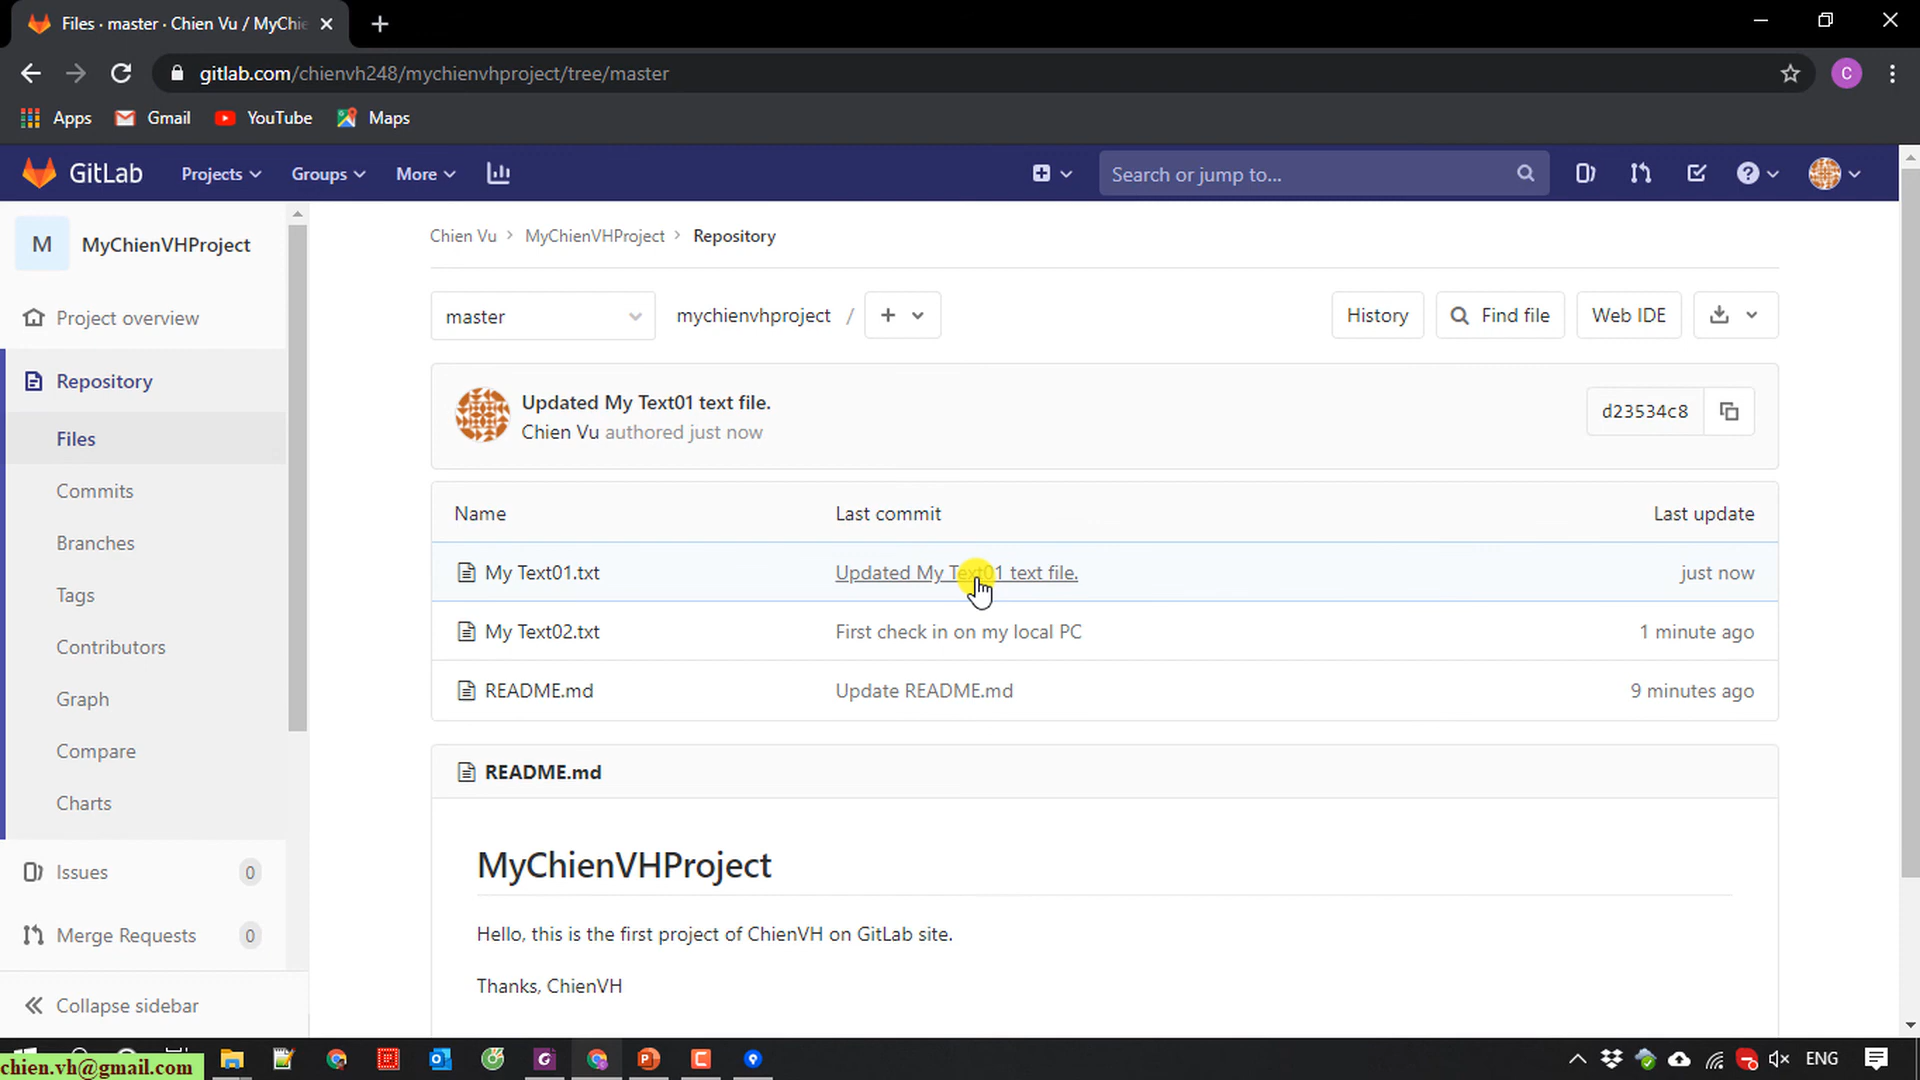 Files · master · Chien Vu / MyChie
gitlab.com/chienvh248/mychienvhproject/tree/master
C
Apps Gmail YouTube Maps
GitLab Projects Groups More Search or jump to...
M MyChienVHProject
Chien Vu > MyChienVHProject > Repository
Project overview
master mychienvhproject / + History Find file Web IDE
Repository
Updated My Text01 text file.
Chien Vu authored just now
d23534c8
Files
Commits
Branches
Tags
Contributors
Graph
Compare
Charts
Name Last commit Last update
My Text01.txt Updated My Text01 text file. just now
My Text02.txt First check in on my local PC 1 minute ago
README.md Update README.md 9 minutes ago
README.md
MyChienVHProject
Hello, this is the first project of ChienVH on GitLab site.
Thanks, ChienVH
Issues 0
Merge Requests 0
Collapse sidebar
chien.vh@gmail.com
ENG